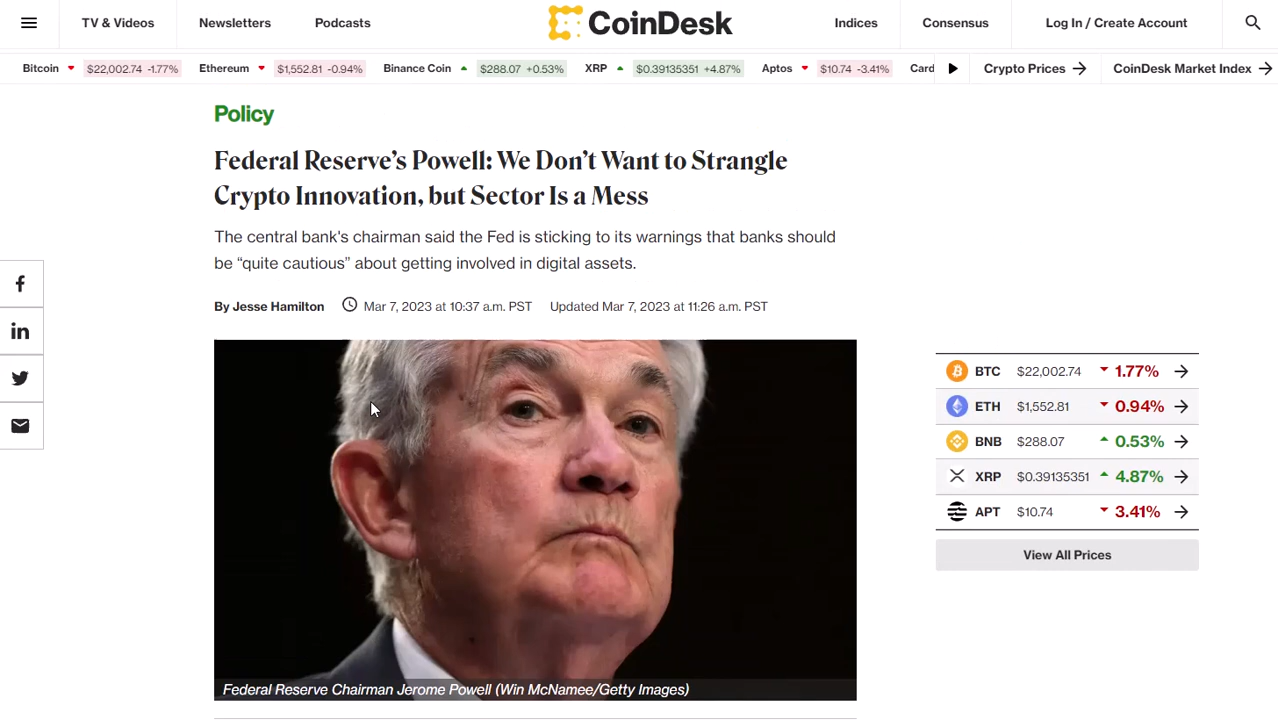 TV & Videos Newsletters Podcasts CoinDesk Indices Consensus Log In / Create Account
Bitcoin $22,002.74 -1.77% Ethereum $1,552.81 -0.94% Binance Coin $288.07 +0.53% XRP $0.39135351 +4.87% Aptos $10.74 -3.41% Card Crypto Prices CoinDesk Market Index
Policy
Federal Reserve’s Powell: We Don’t Want to Strangle
Crypto Innovation, but Sector Is a Mess
The central bank's chairman said the Fed is sticking to its warnings that banks should
be “quite cautious” about getting involved in digital assets.
By Jesse Hamilton Mar 7, 2023 at 10:37 a.m. PST Updated Mar 7, 2023 at 11:26 a.m. PST
Federal Reserve Chairman Jerome Powell (Win McNamee/Getty Images)
BTC $22,002.74 1.77%
ETH $1,552.81 0.94%
BNB $288.07 0.53%
XRP $0.39135351 4.87%
APT $10.74 3.41%
View All Prices